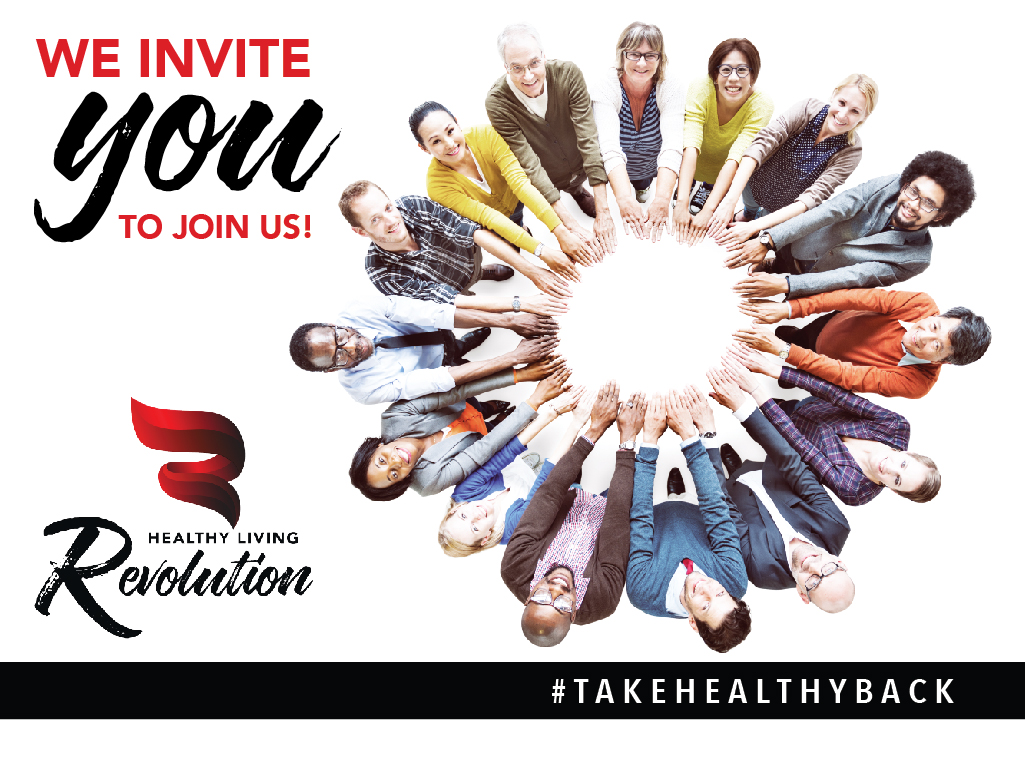 WE INVITE
you
TO JOIN US!
HEALTHY LIVING
Revolution
#TAKEHEALTHYBACK